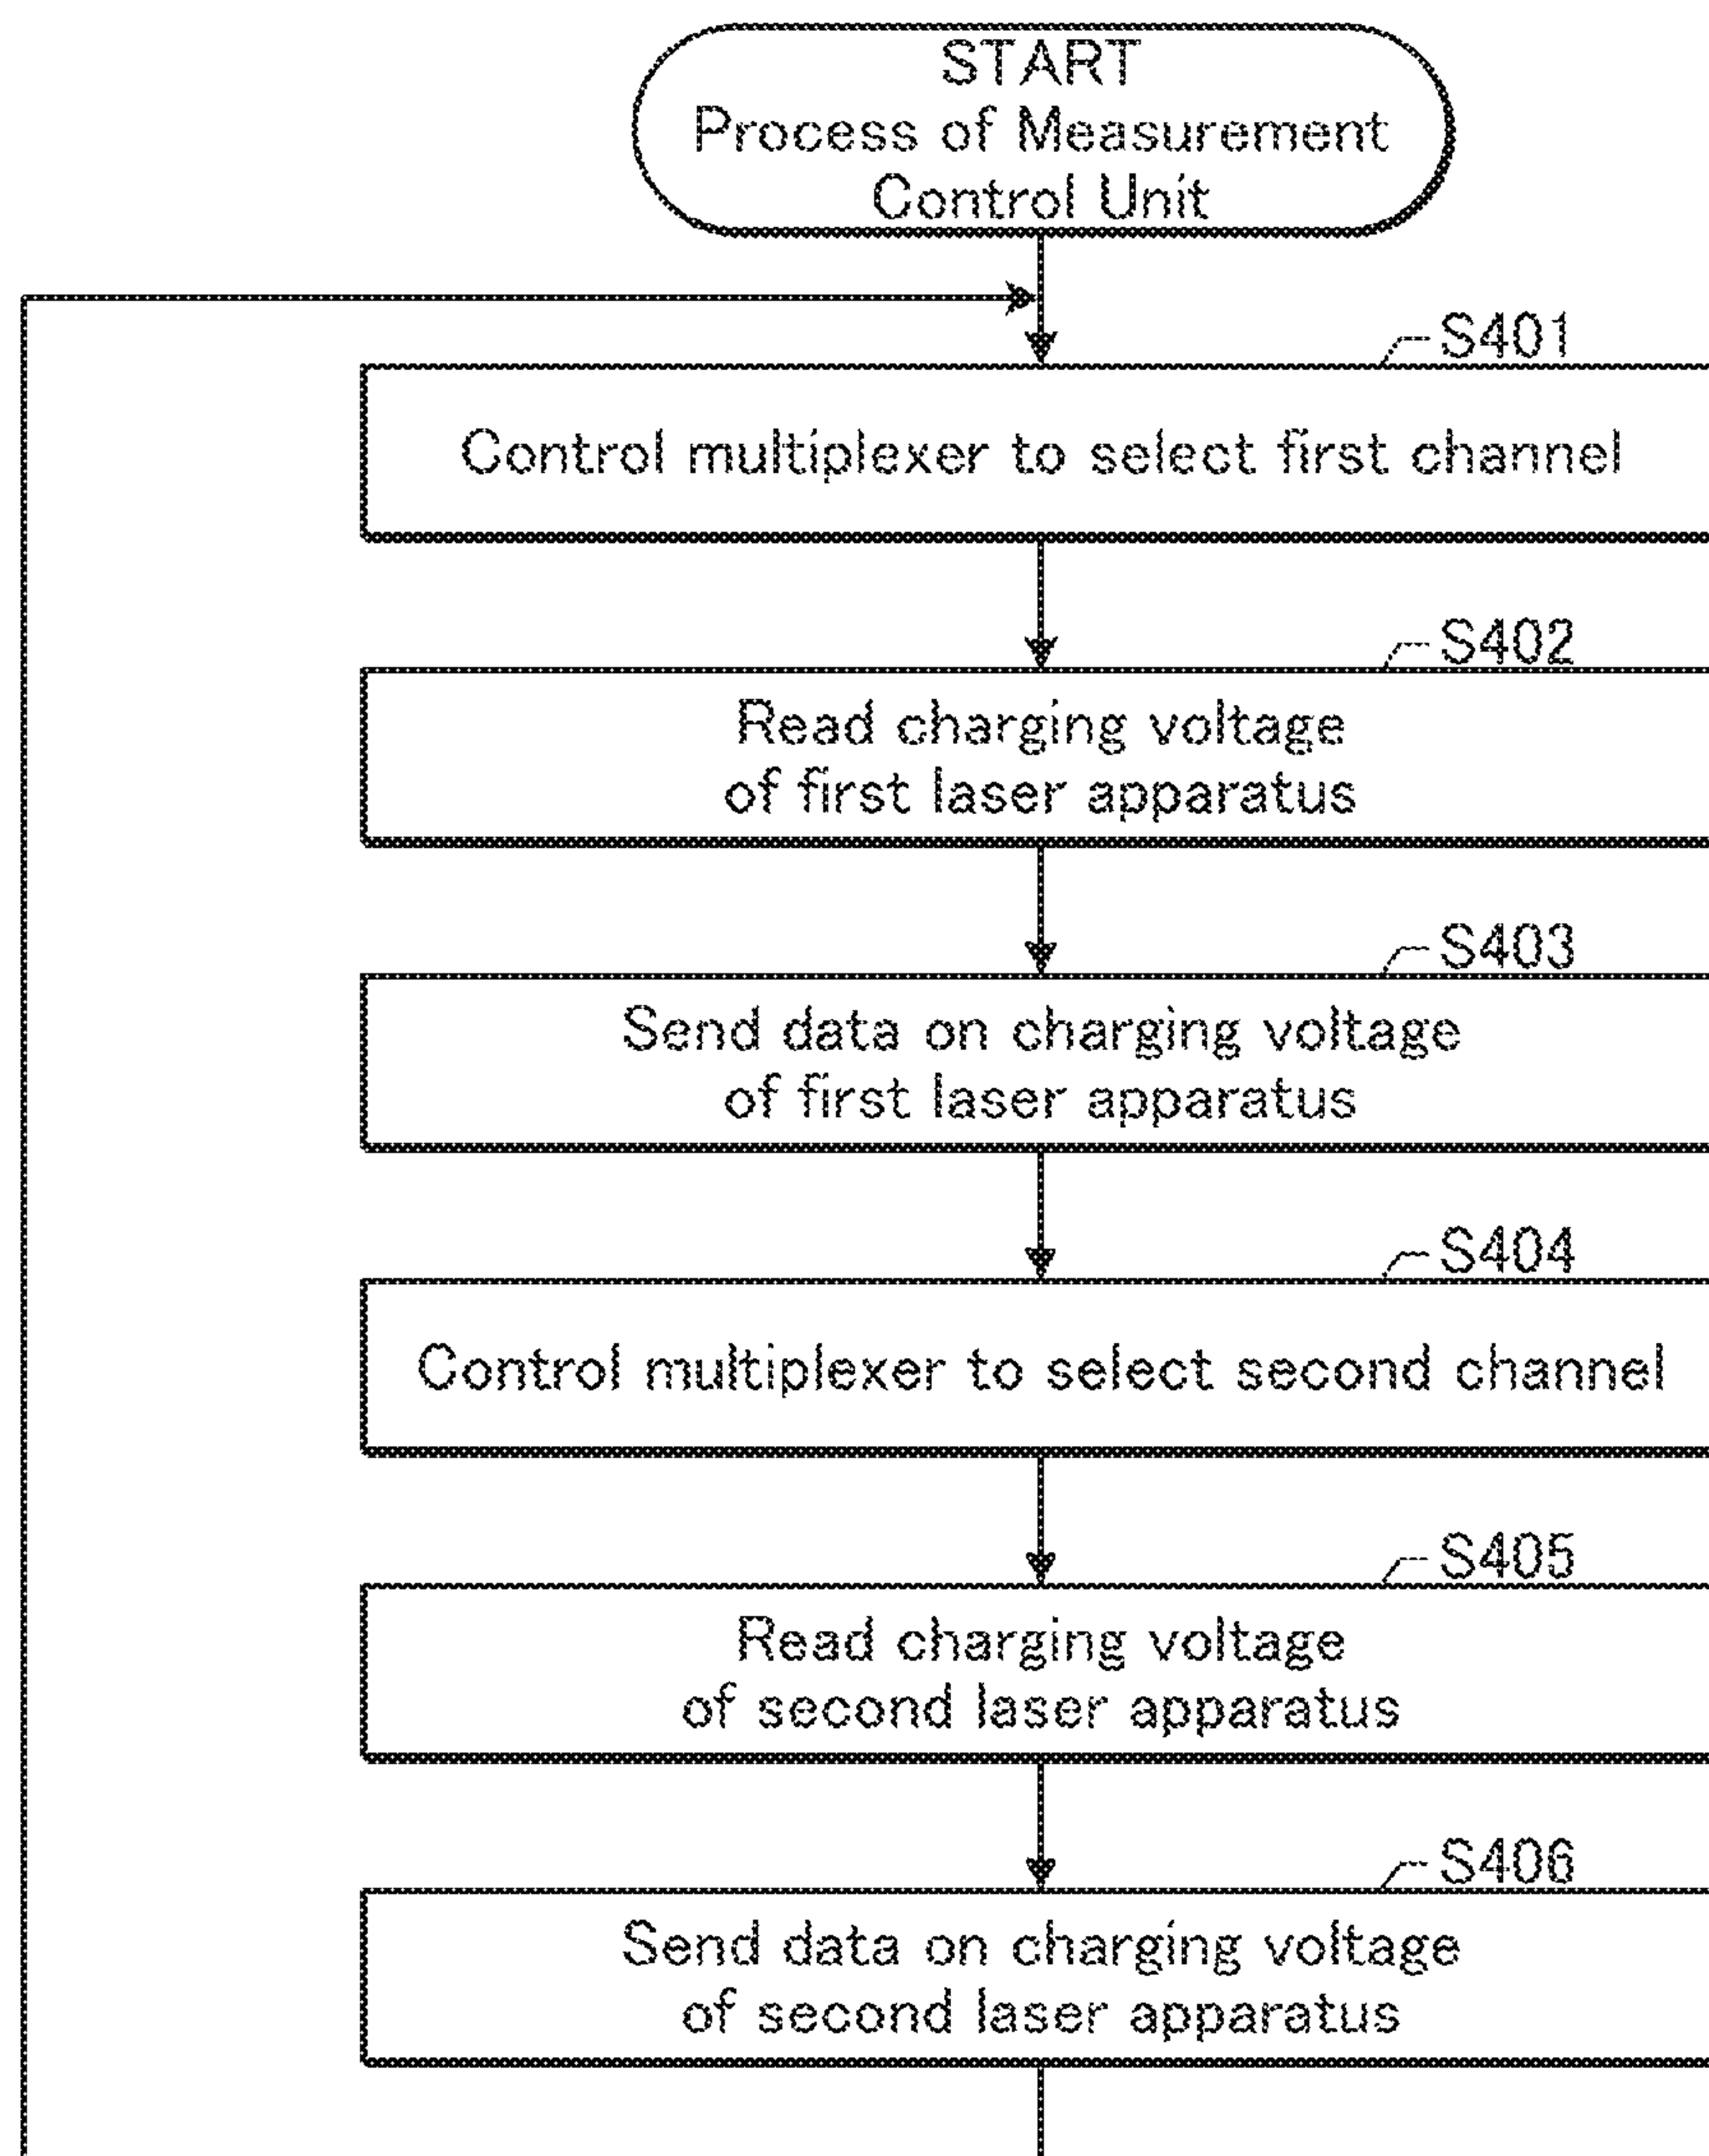 START
Process of Measurement
Control Unit
S401
Control multiplexer to select first channel
S402
Read charging voltage
of first laser apparatus
S403
Send data on charging voltage
of first laser apparatus
S404
Control multiplexer to select second channel
S405
Read charging voltage
of second laser apparatus
S406
Send data on charging voltage
of second laser apparatus